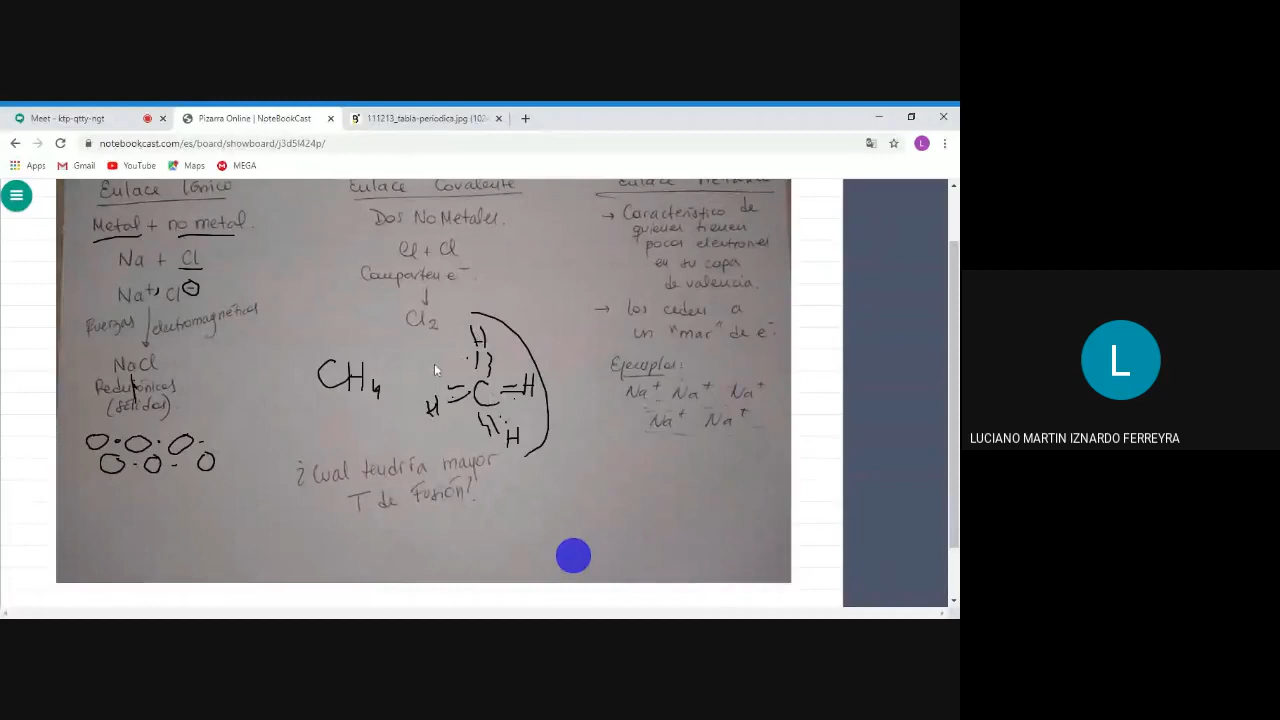 Meet - ktp-qtty-ngt
Pizarra Online | NoteBookCast
111213_tabla-periodica.jpg (102
notebookcast.com/es/board/showboard/j3d5l424p/
L
Apps
Gmail
YouTube
Maps
MEGA
Enlace Iónico
Metal + no metal.
Na + Cl
Na+, Cl-
Fuerzas electromagnéticas
NaCl
Redes iónicas
(sólidos)
Enlace Covalente
Dos No Metales.
Cl + Cl
Comparten e-.
Cl2
CH4
H
H C H
H
¿Cual tendría mayor
T de Fusión?
Enlace Metálico
→ Característico de
quienes tienen
pocos electrones
en su capa
de valencia.
→ Los ceden a
un "mar" de e-.
Ejemplos:
Na+ Na+ Na+
Na+ Na+
L
LUCIANO MARTIN IZNARDO FERREYRA